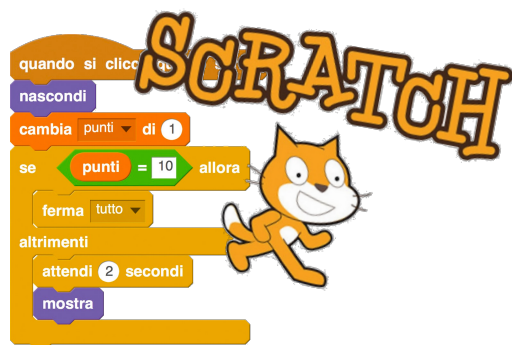 SCRATCH
quando si clicc
nascondi
cambia punti di 1
se punti = 10 allora
ferma tutto
altrimenti
attendi 2 secondi
mostra